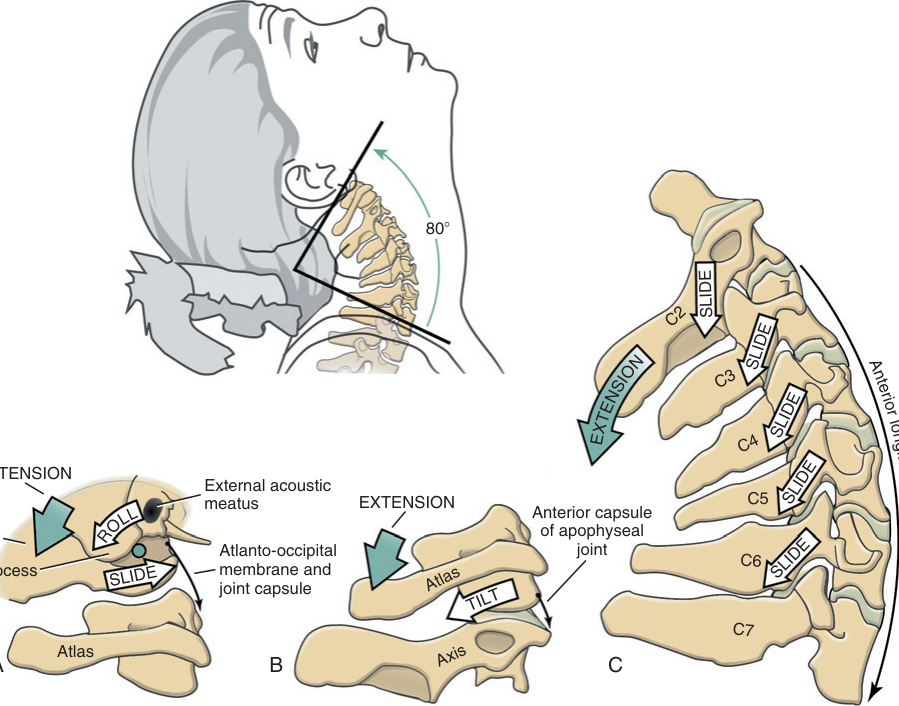 80°
TENSION
ROLL
External acoustic
meatus
ocess
SLIDE
Atlanto-occipital
membrane and
joint capsule
Atlas
A
EXTENSION
Anterior capsule
of apophyseal
joint
Atlas
TILT
Axis
B
SLIDE
C2
EXTENSION
SLIDE
C3
SLIDE
C4
SLIDE
C5
SLIDE
C6
C7
C
Anterior longi